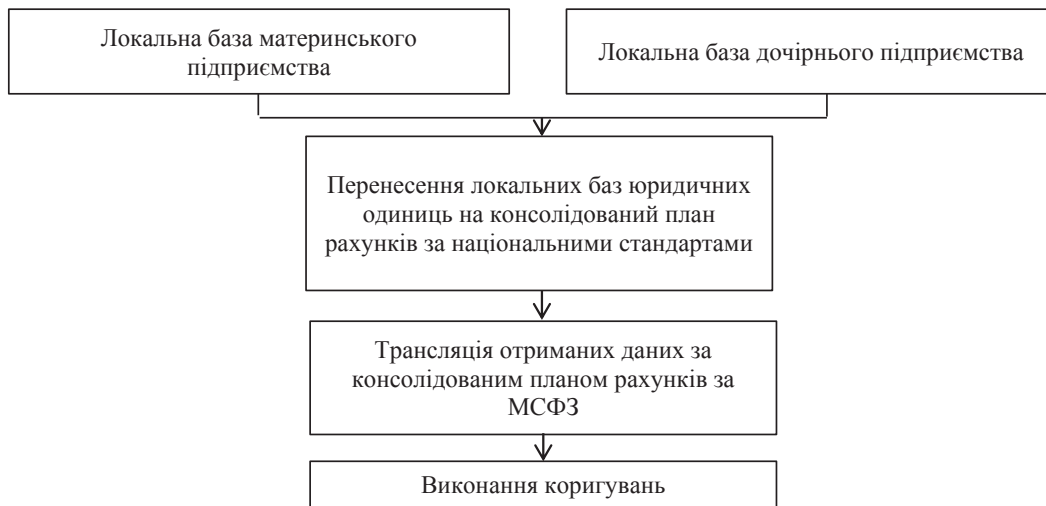 Локальна база материнського
підприємства
Локальна база дочірнього підприємства
Перенесення локальних баз юридичних
одиниць на консолідований план
рахунків за національними стандартами
Трансляція отриманих даних за
консолідованим планом рахунків за
МСФЗ
Виконання коригувань